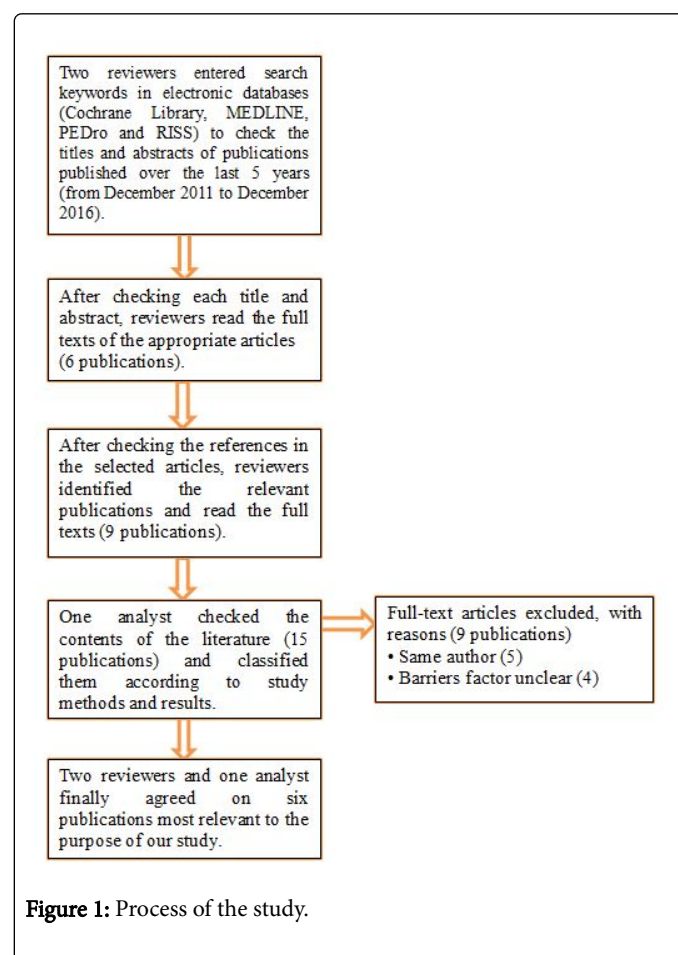 Two reviewers entered search
keywords in electronic databases
(Cochrane Library, MEDLINE,
PEDro and RISS) to check the
titles and abstracts of publications
published over the last 5 years
(from December 2011 to December
2016).
After checking each title and
abstract, reviewers read the full
texts of the appropriate articles
(6 publications).
After checking the references in
the selected articles, reviewers
identified the relevant
publications and read the full
texts (9 publications).
One analyst checked the
contents of the literature (15
publications) and classified
them according to study
methods and results.
Full-text articles excluded, with
reasons (9 publications)
• Same author (5)
• Barriers factor unclear (4)
Two reviewers and one analyst
finally agreed on six
publications most relevant to the
purpose of our study.
Figure 1: Process of the study.